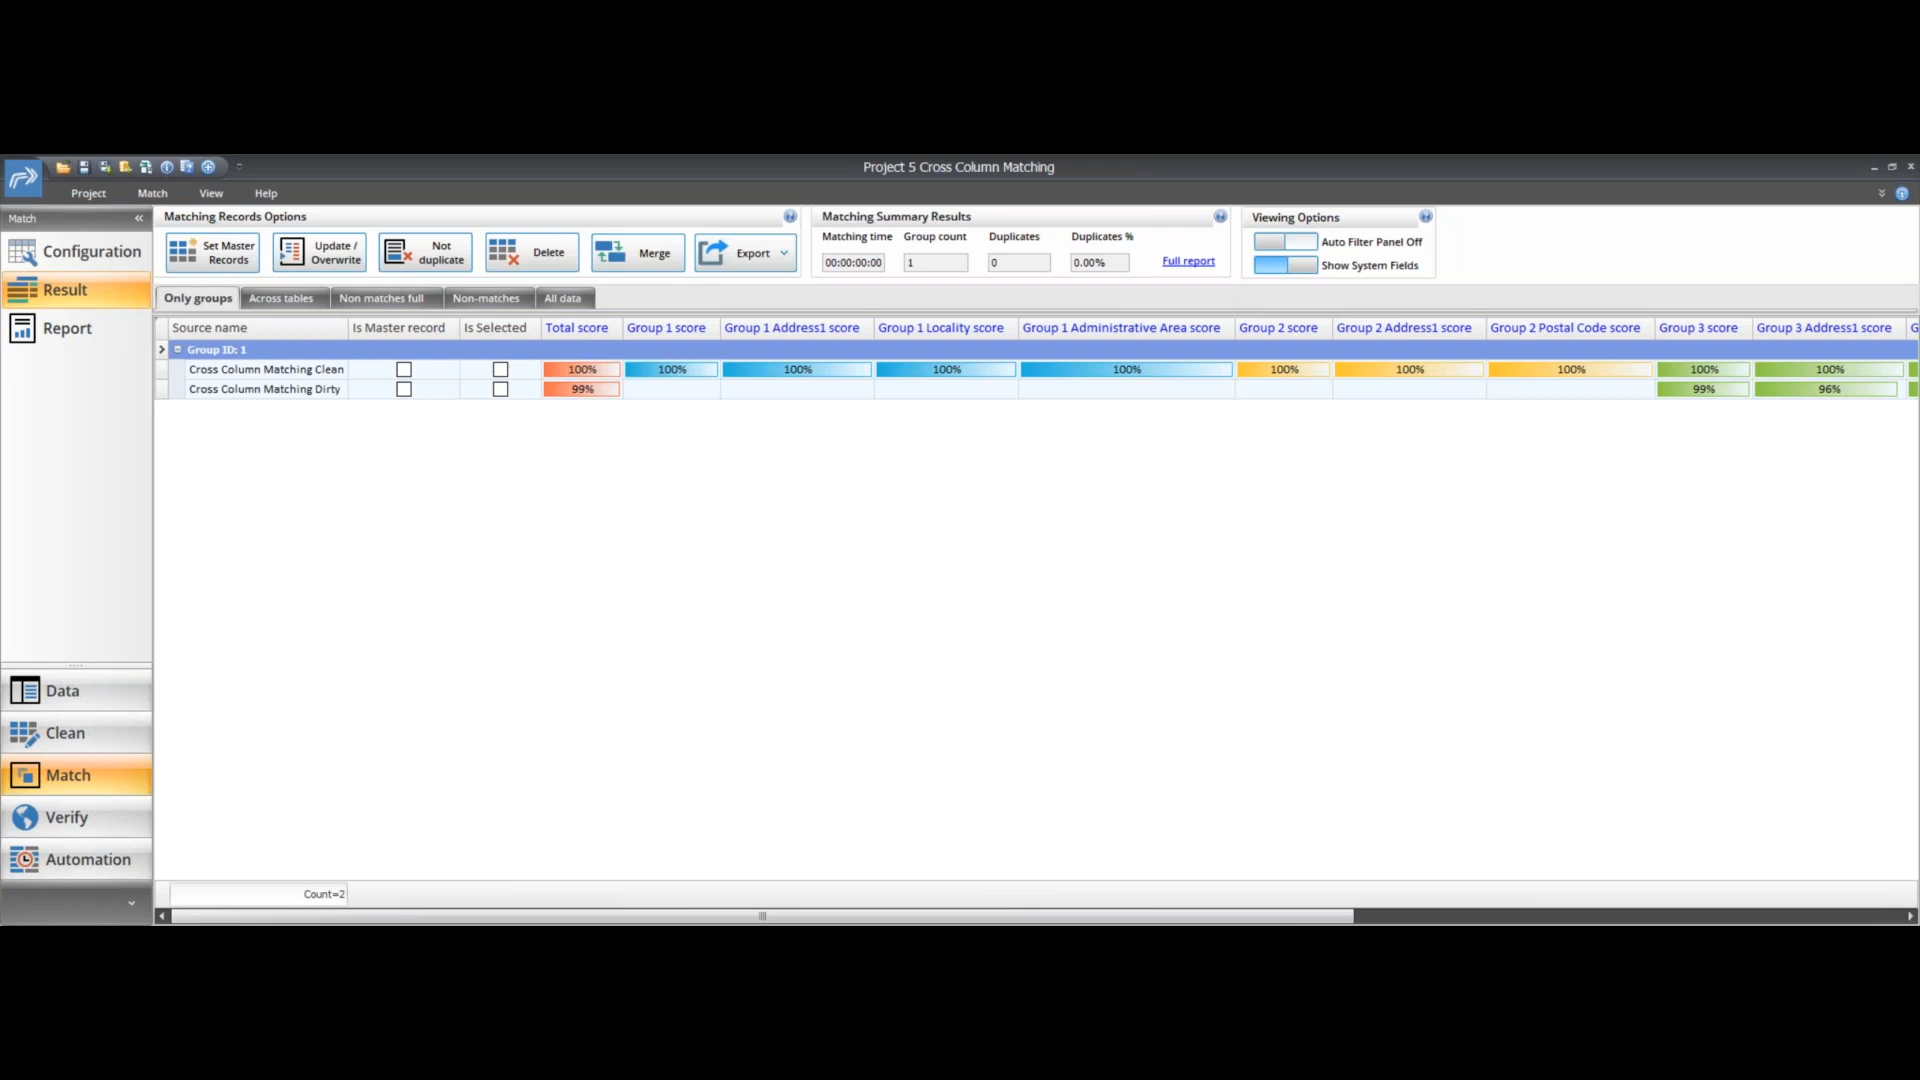 Project 5 Cross Column Matching
Project Match View Help
Match «
Configuration
Result
Report
Matching Records Options
Set Master Records
Update / Overwrite
Not duplicate
Delete
Merge
Export
Matching Summary Results
Matching time Group count Duplicates Duplicates %
00:00:00:00 1 0 0.00% Full report
Viewing Options
Auto Filter Panel Off
Show System Fields
Only groups Across tables Non matches full Non-matches All data
Source name Is Master record Is Selected Total score Group 1 score Group 1 Address1 score Group 1 Locality score Group 1 Administrative Area score Group 2 score Group 2 Address1 score Group 2 Postal Code score Group 3 score Group 3 Address1 score G
Group ID: 1
Cross Column Matching Clean 100% 100% 100% 100% 100% 100% 100% 100% 100% 100%
Cross Column Matching Dirty 99% 99% 96%
Data
Clean
Match
Verify
Automation
Count=2